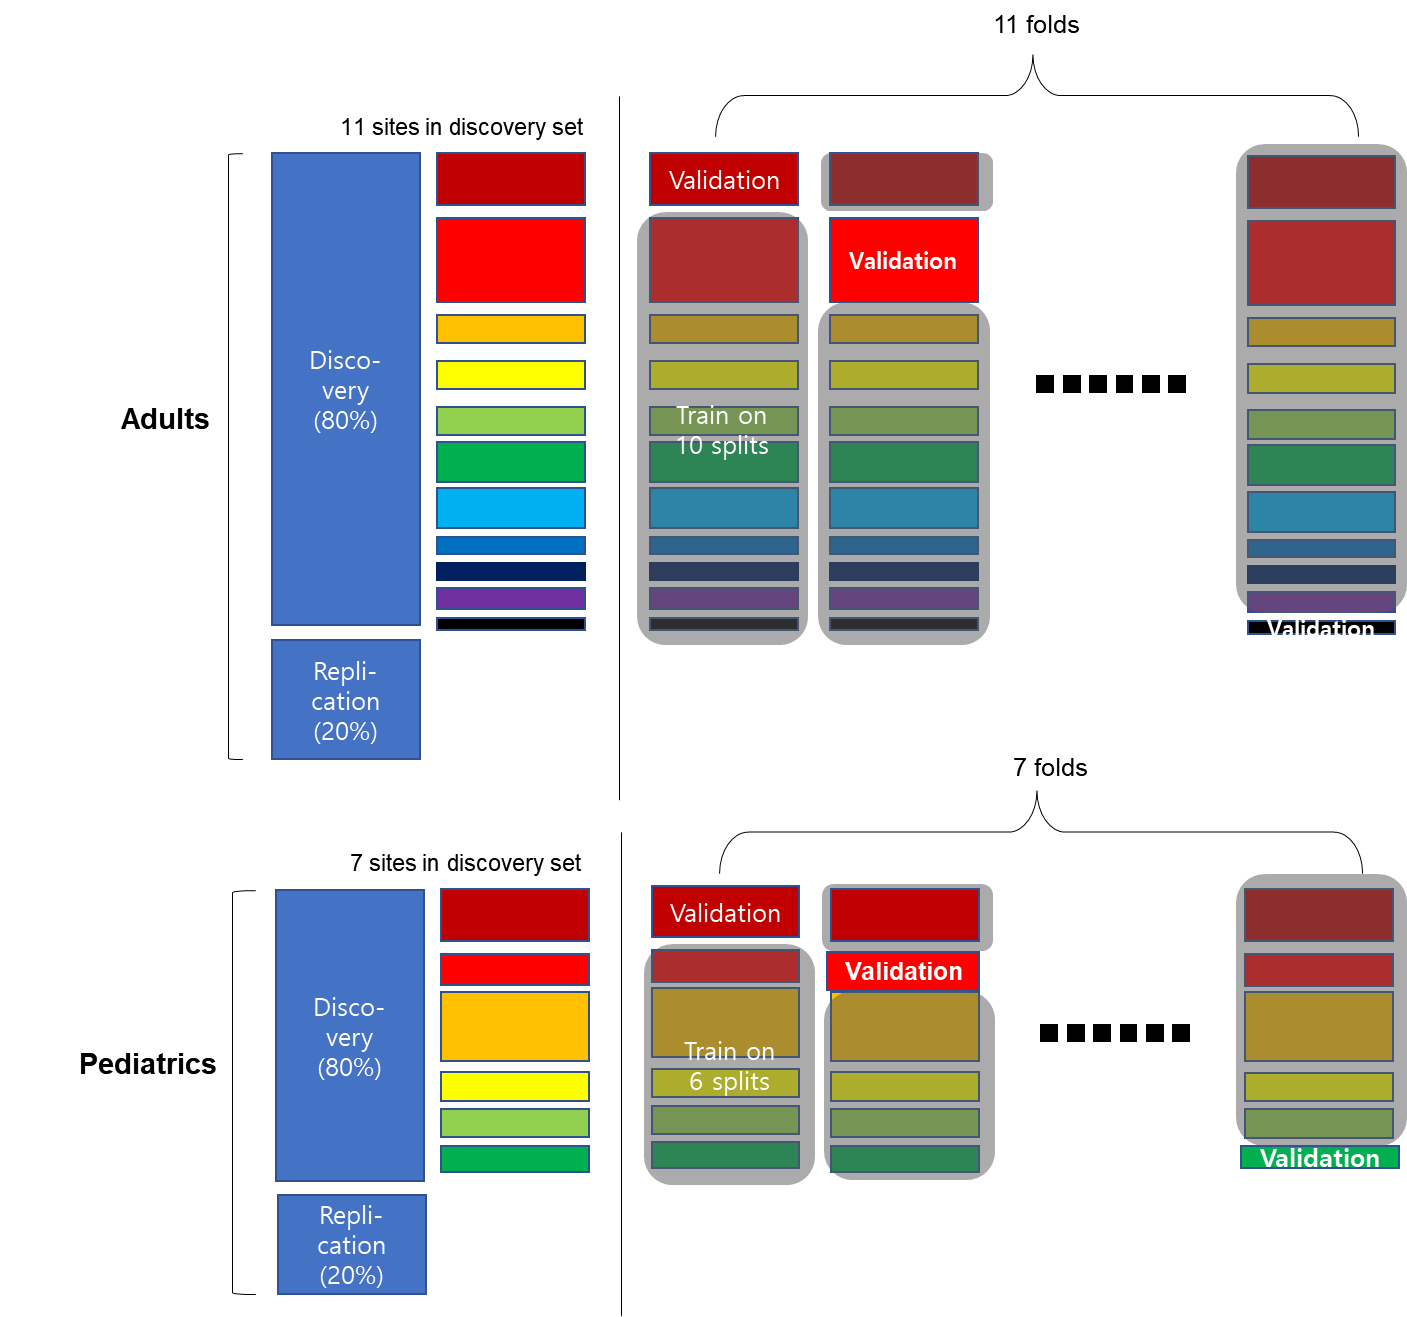 11 folds
11 sites in discovery set
Validation
Validation
Disco-
very
(80%)
Adults
Train on
10 splits
Validation
Repli-
cation
(20%)
7 folds
7 sites in discovery set
Validation
Validation
Disco-
very
(80%)
Pediatrics
Train on
6 splits
Validation
Repli-
cation
(20%)